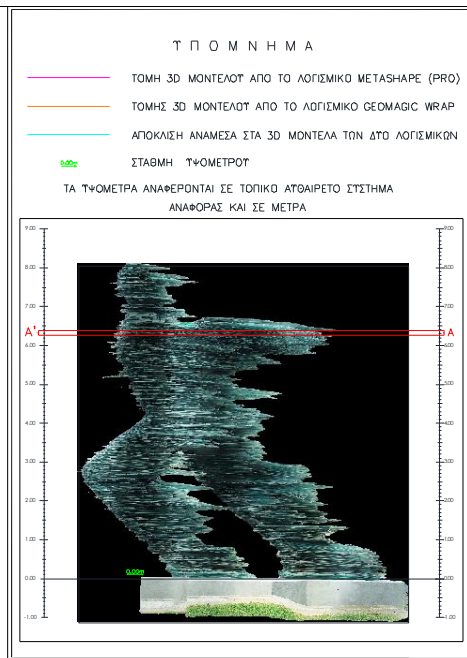 ΥΠΟΜΝΗΜΑ
ΤΟΜΗ 3D ΜΟΝΤΕΛΟΥ ΑΠΟ ΤΟ ΛΟΓΙΣΜΙΚΟ METASHAPE (PRO)
ΤΟΜΗΣ 3D ΜΟΝΤΕΛΟΥ ΑΠΟ ΤΟ ΛΟΓΙΣΜΙΚΟ GEOMAGIC WRAP
ΑΠΟΚΛΙΣΗ ΑΝΑΜΕΣΑ ΣΤΑ 3D ΜΟΝΤΕΛΑ ΤΩΝ ΔΥΟ ΛΟΓΙΣΜΙΚΩΝ
0.00m ΣΤΑΘΜΗ ΥΨΟΜΕΤΡΟΥ
ΤΑ ΥΨΟΜΕΤΡΑ ΑΝΑΦΕΡΟΝΤΑΙ ΣΕ ΤΟΠΙΚΟ ΑΥΘΑΙΡΕΤΟ ΣΥΣΤΗΜΑ
ΑΝΑΦΟΡΑΣ ΚΑΙ ΣΕ ΜΕΤΡΑ
9.00 9.00
8.00 8.00
7.00 7.00
A' A
6.00 6.00
5.00 5.00
4.00 4.00
3.00 3.00
2.00 2.00
1.00 1.00
0.00m
0.00 0.00
-1.00 -1.00